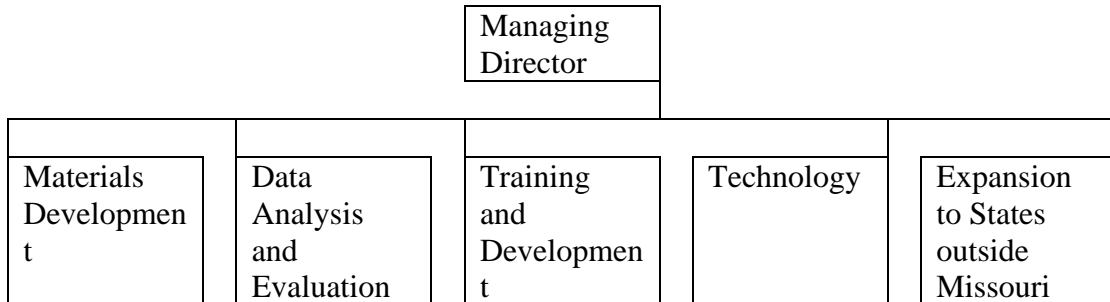 Managing
Director
Materials
Developmen
t
Data
Analysis
and
Evaluation
Training
and
Developmen
t
Technology
Expansion
to States
outside
Missouri